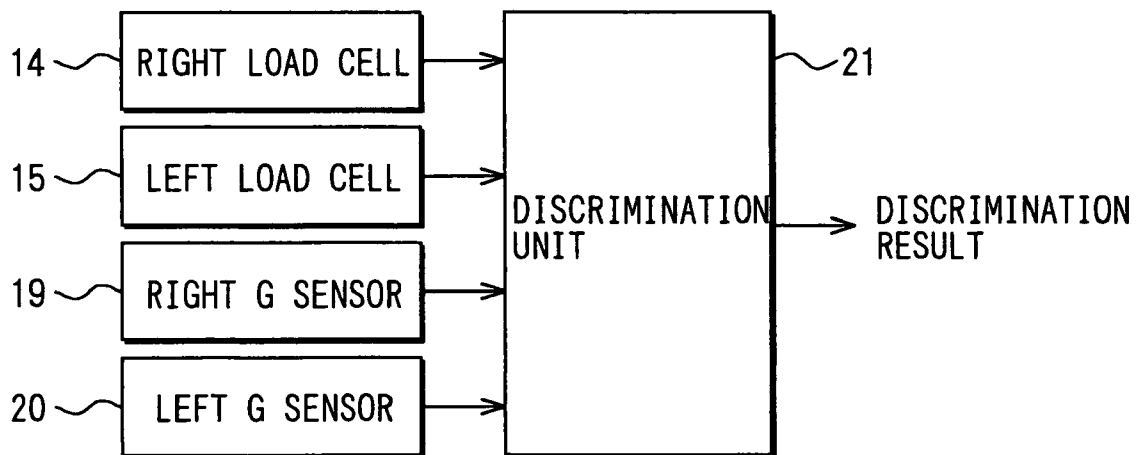 14 RIGHT LOAD CELL
21
15 LEFT LOAD CELL
DISCRIMINATION
UNIT
DISCRIMINATION
RESULT
19 RIGHT G SENSOR
20 LEFT G SENSOR